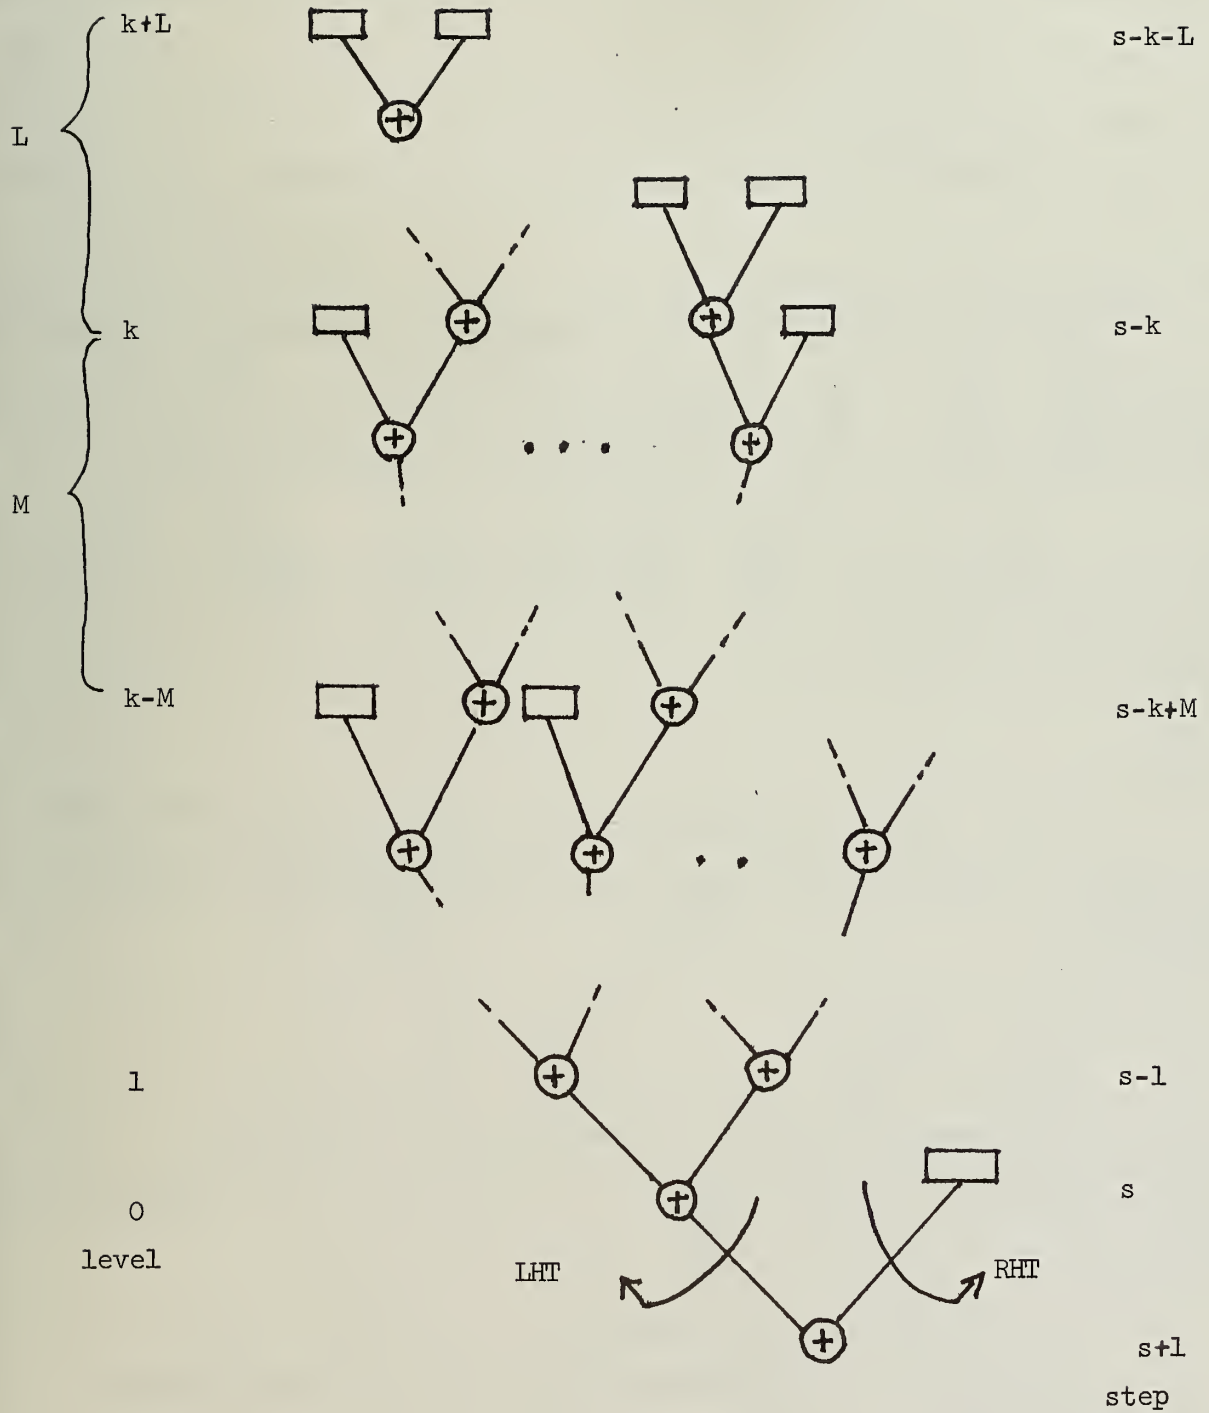 k+L s-k-L
L
k s-k
M
k-M s-k+M
1 s-1
0 s
level
LHT RHT
s+1
step